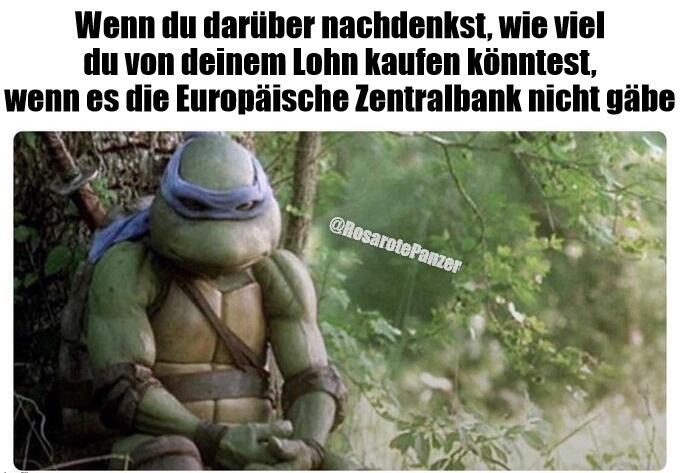 Wenn du darüber nachdenkst, wie viel
du von deinem Lohn kaufen könntest,
wenn es die Europäische Zentralbank nicht gäbe
@RosarotePanzer